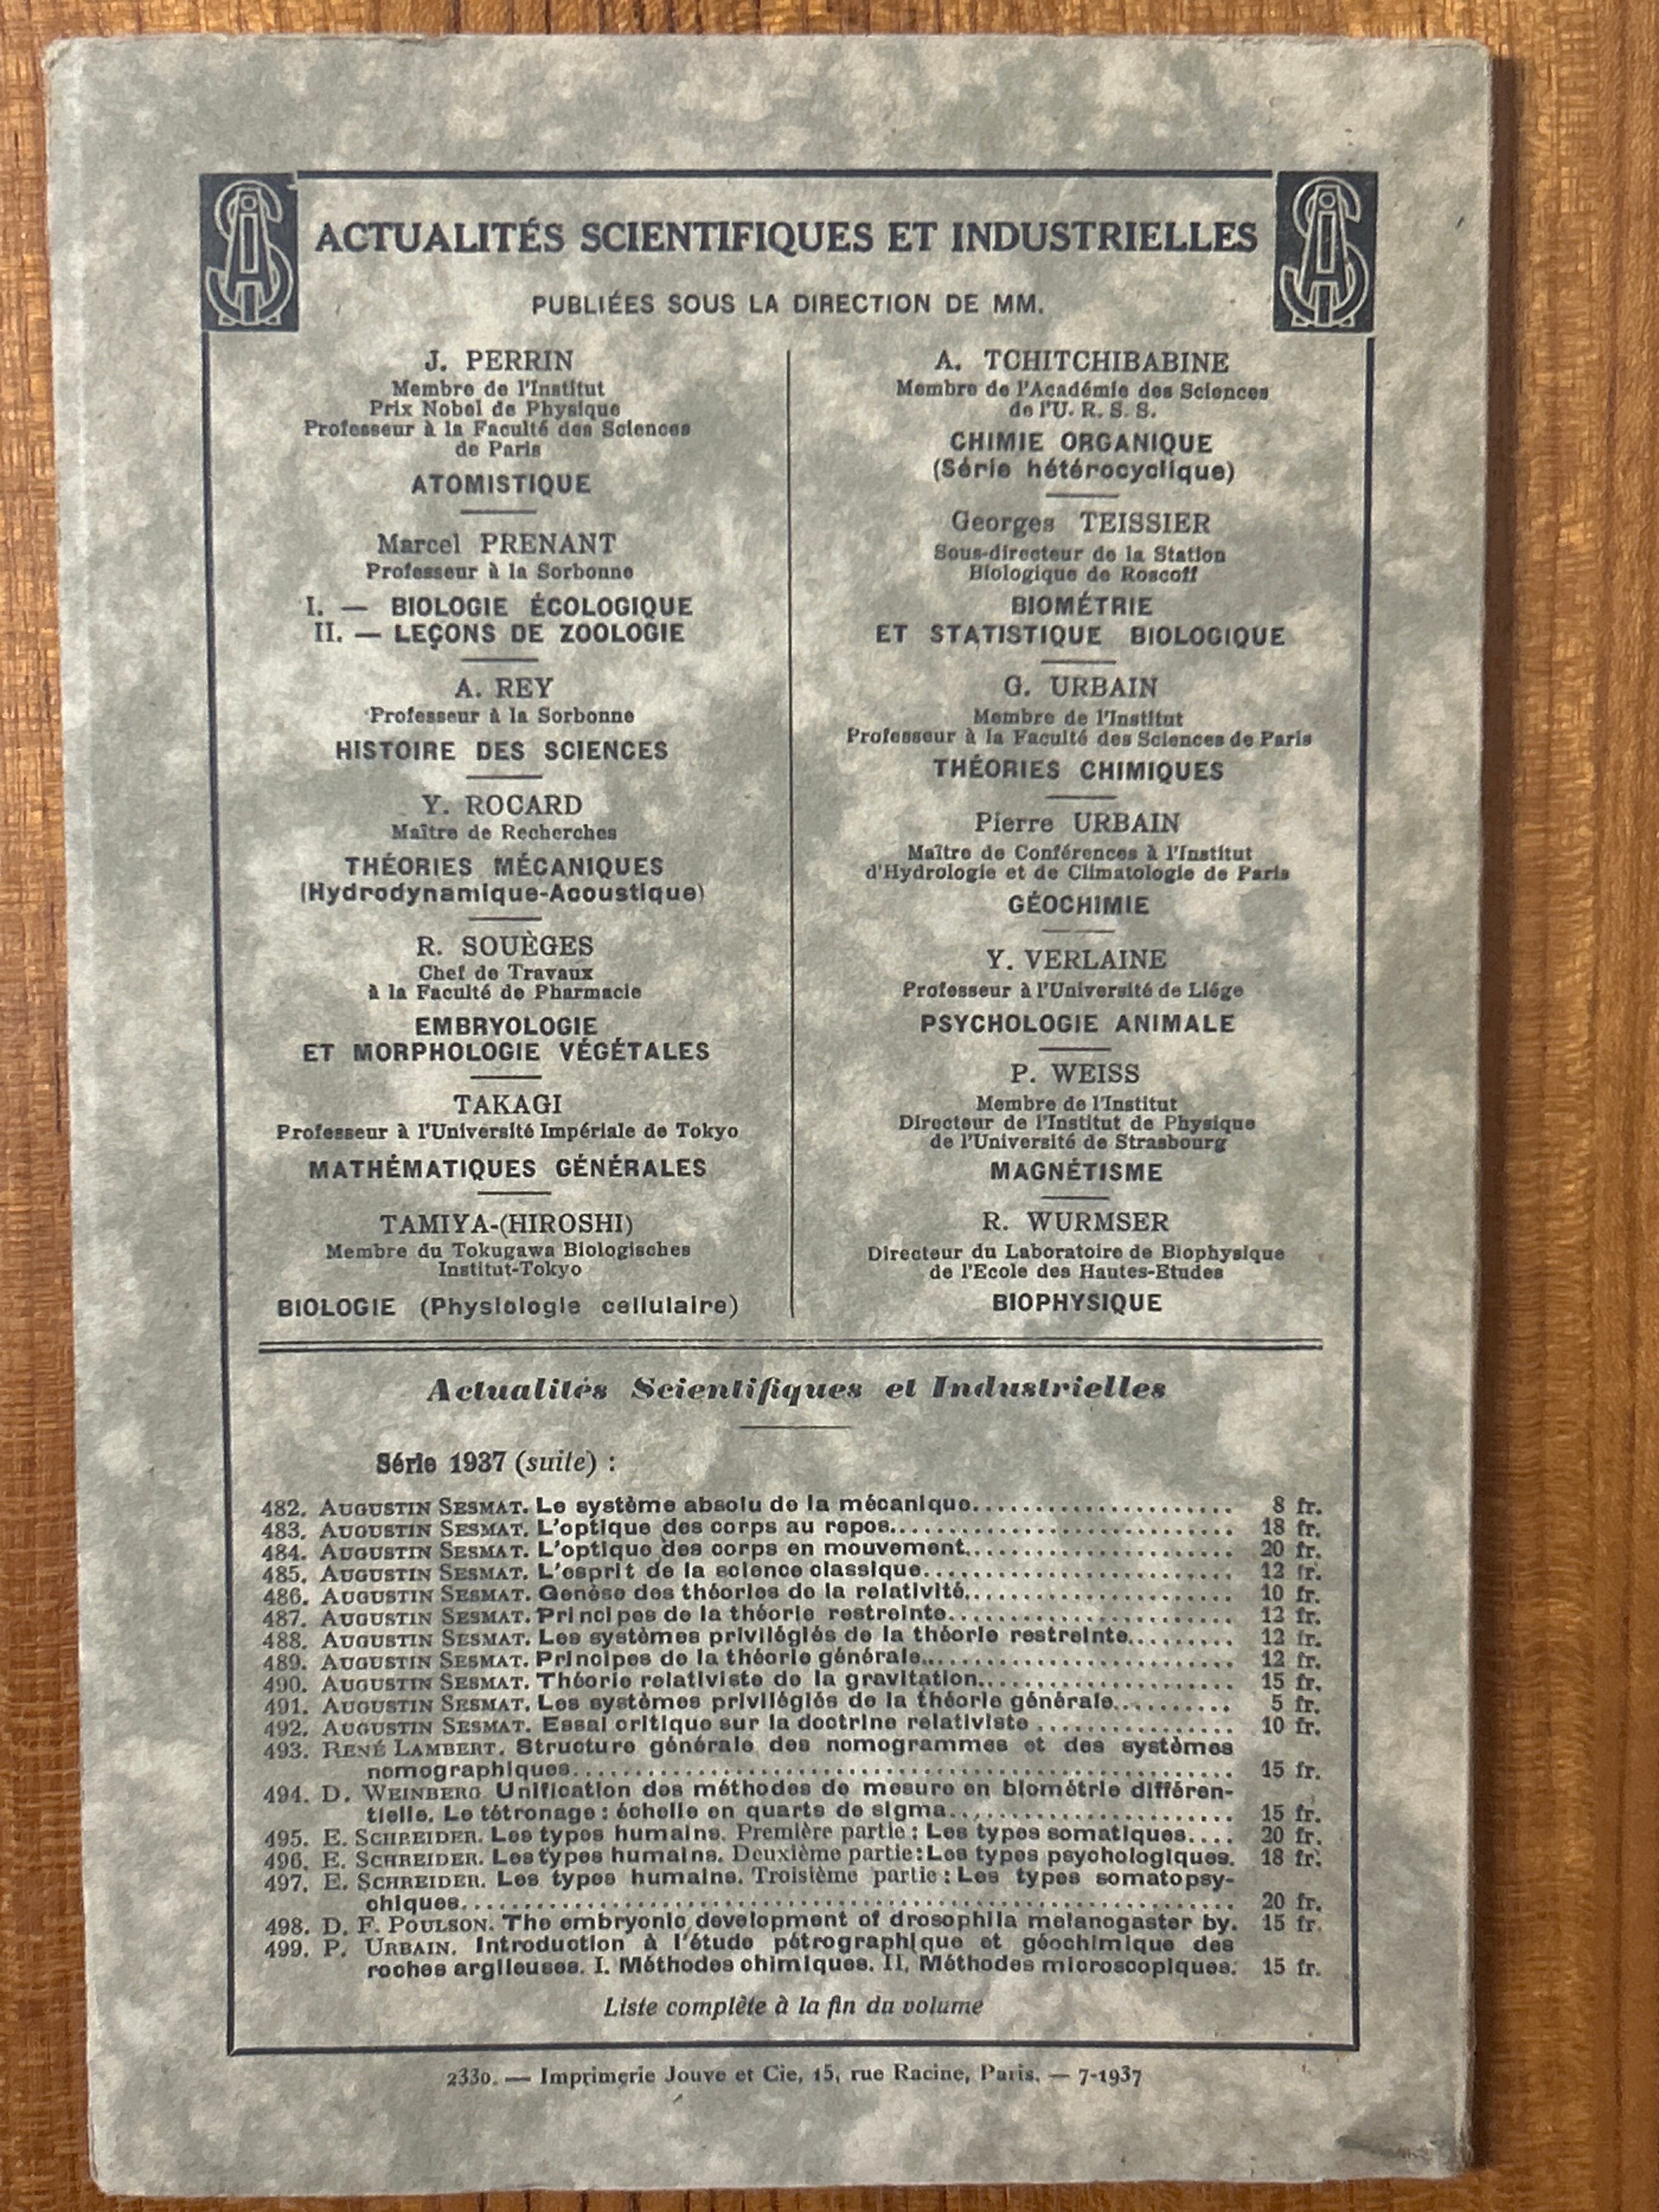 ACTUALITÉS SCIENTIFIQUES ET INDUSTRIELLES
PUBLIÉES SOUS LA DIRECTION DE MM.
J. PERRIN
Membre de l'Institut
Prix Nobel de Physique
Professeur à la Faculté des Sciences
de Paris
ATOMISTIQUE
Marcel PRENANT
Professeur à la Sorbonne
I. — BIOLOGIE ÉCOLOGIQUE
II. — LEÇONS DE ZOOLOGIE
A. REY
Professeur à la Sorbonne
HISTOIRE DES SCIENCES
Y. ROCARD
Maître de Recherches
THÉORIES MÉCANIQUES
(Hydrodynamique-Acoustique)
R. SOUÈGES
Chef de Travaux
à la Faculté de Pharmacie
EMBRYOLOGIE
ET MORPHOLOGIE VÉGÉTALES
TAKAGI
Professeur à l'Université Impériale de Tokyo
MATHÉMATIQUES GÉNÉRALES
TAMIYA-(HIROSHI)
Membre du Tokugawa Biologisches
Institut-Tokyo
BIOLOGIE (Physiologie cellulaire)
A. TCHITCHIBABINE
Membre de l'Académie des Sciences
de l'U. R. S. S.
CHIMIE ORGANIQUE
(Série hétérocyclique)
Georges TEISSIER
Sous-directeur de la Station
Biologique de Roscoff
BIOMÉTRIE
ET STATISTIQUE BIOLOGIQUE
G. URBAIN
Membre de l'Institut
Professeur à la Faculté des Sciences de Paris
THÉORIES CHIMIQUES
Pierre URBAIN
Maître de Conférences à l'Institut
d'Hydrologie et de Climatologie de Paris
GÉOCHIMIE
Y. VERLAINE
Professeur à l'Université de Liége
PSYCHOLOGIE ANIMALE
P. WEISS
Membre de l'Institut
Directeur de l'Institut de Physique
de l'Université de Strasbourg
MAGNÉTISME
R. WURMSER
Directeur du Laboratoire de Biophysique
de l'Ecole des Hautes-Etudes
BIOPHYSIQUE
Actualités Scientifiques et Industrielles
Série 1937 (suite) :
482. AUGUSTIN SESMAT. Le système absolu de la mécanique..................... 8 fr.
483. AUGUSTIN SESMAT. L'optique des corps au repos............................ 18 fr.
484. AUGUSTIN SESMAT. L'optique des corps en mouvement..................... 20 fr.
485. AUGUSTIN SESMAT. L'esprit de la science classique......................... 12 fr.
486. AUGUSTIN SESMAT. Genèse des théories de la relativité..................... 10 fr.
487. AUGUSTIN SESMAT. Principes de la théorie restreinte....................... 12 fr.
488. AUGUSTIN SESMAT. Les systèmes privilégiés de la théorie restreinte......... 12 fr.
489. AUGUSTIN SESMAT. Principes de la théorie générale......................... 12 fr.
490. AUGUSTIN SESMAT. Théorie relativiste de la gravitation.................... 15 fr.
491. AUGUSTIN SESMAT. Les systèmes privilégiés de la théorie générale.......... 5 fr.
492. AUGUSTIN SESMAT. Essai critique sur la doctrine relativiste ................ 10 fr.
493. RENÉ LAMBERT. Structure générale des nomogrammes et des systèmes
nomographiques.................................................. 15 fr.
494. D. WEINBERG Unification des méthodes de mesure en biométrie différen-
tielle. Le tétronage : échelle en quarts de sigma....................... 15 fr.
495. E. SCHREIDER. Les types humains. Première partie : Les types somatiques.... 20 fr.
496. E. SCHREIDER. Les types humains. Deuxième partie : Les types psychologiques. 18 fr.
497. E. SCHREIDER. Les types humains. Troisième partie : Les types somatopsy-
chiques........................................................... 20 fr.
498. D. F. POULSON. The embryonic development of drosophila melanogaster by. 15 fr.
499. P. URBAIN. Introduction à l'étude pétrographique et géochimique des
roches argileuses. I. Méthodes chimiques. II. Méthodes microscopiques. 15 fr.
Liste complète à la fin du volume
2330. — Imprimerie Jouve et Cie, 15, rue Racine, Paris. — 7-1937